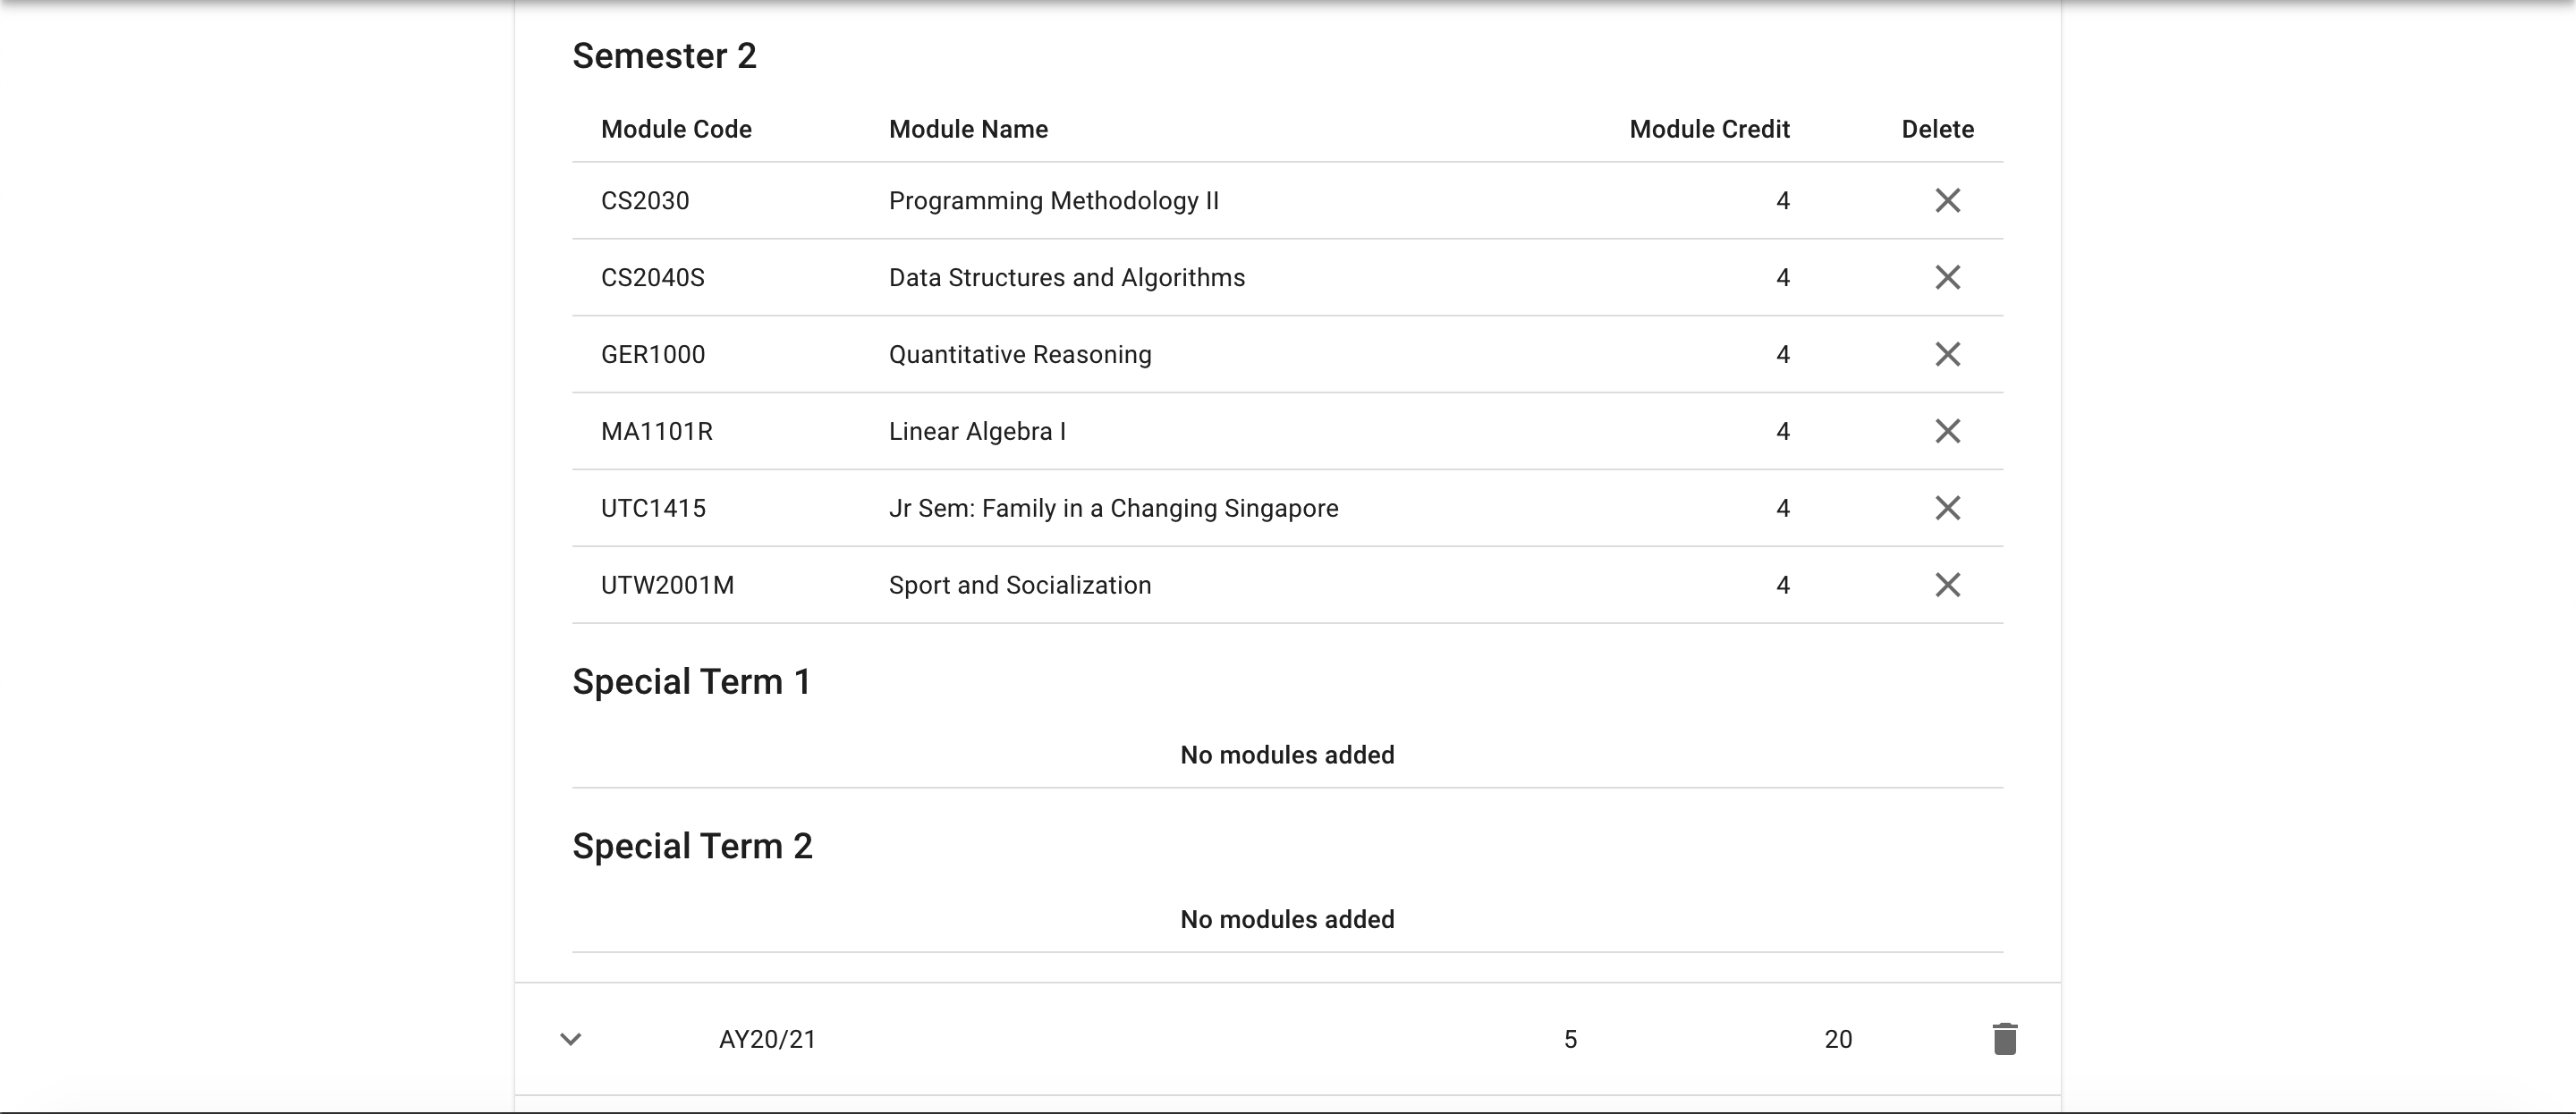 Semester 2
Module Code Module Name Module Credit Delete
CS2030 Programming Methodology II 4
CS2040S Data Structures and Algorithms 4
GER1000 Quantitative Reasoning 4
MA1101R Linear Algebra I 4
UTC1415 Jr Sem: Family in a Changing Singapore 4
UTW2001M Sport and Socialization 4
Special Term 1
No modules added
Special Term 2
No modules added
AY20/21 5 20